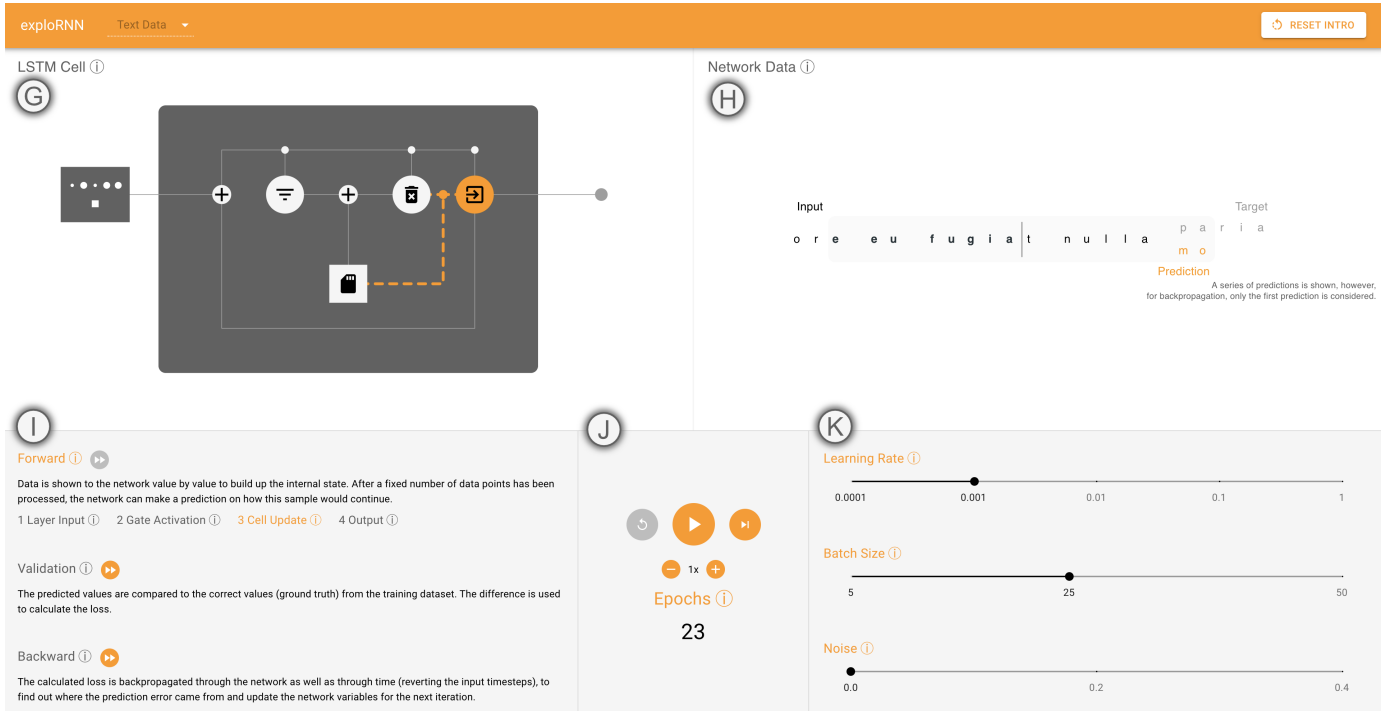 exploRNN
Text Data
RESET INTRO
LSTM Cell ⓘ
G
Network Data ⓘ
H
Input
Target
o r e e u f u g i a t n u l l a
p a r i a
m o
Prediction
A series of predictions is shown, however,
for backpropagation, only the first prediction is considered.
I
Forward ⓘ
Data is shown to the network value by value to build up the internal state. After a fixed number of data points has been
processed, the network can make a prediction on how this sample would continue.
1 Layer Input ⓘ 2 Gate Activation ⓘ 3 Cell Update ⓘ 4 Output ⓘ
Validation ⓘ
The predicted values are compared to the correct values (ground truth) from the training dataset. The difference is used
to calculate the loss.
Backward ⓘ
The calculated loss is backpropagated through the network as well as through time (reverting the input timesteps), to
find out where the prediction error came from and update the network variables for the next iteration.
J
1x
Epochs ⓘ
23
K
Learning Rate ⓘ
0.0001 0.001 0.01 0.1 1
Batch Size ⓘ
5 25 50
Noise ⓘ
0.0 0.2 0.4